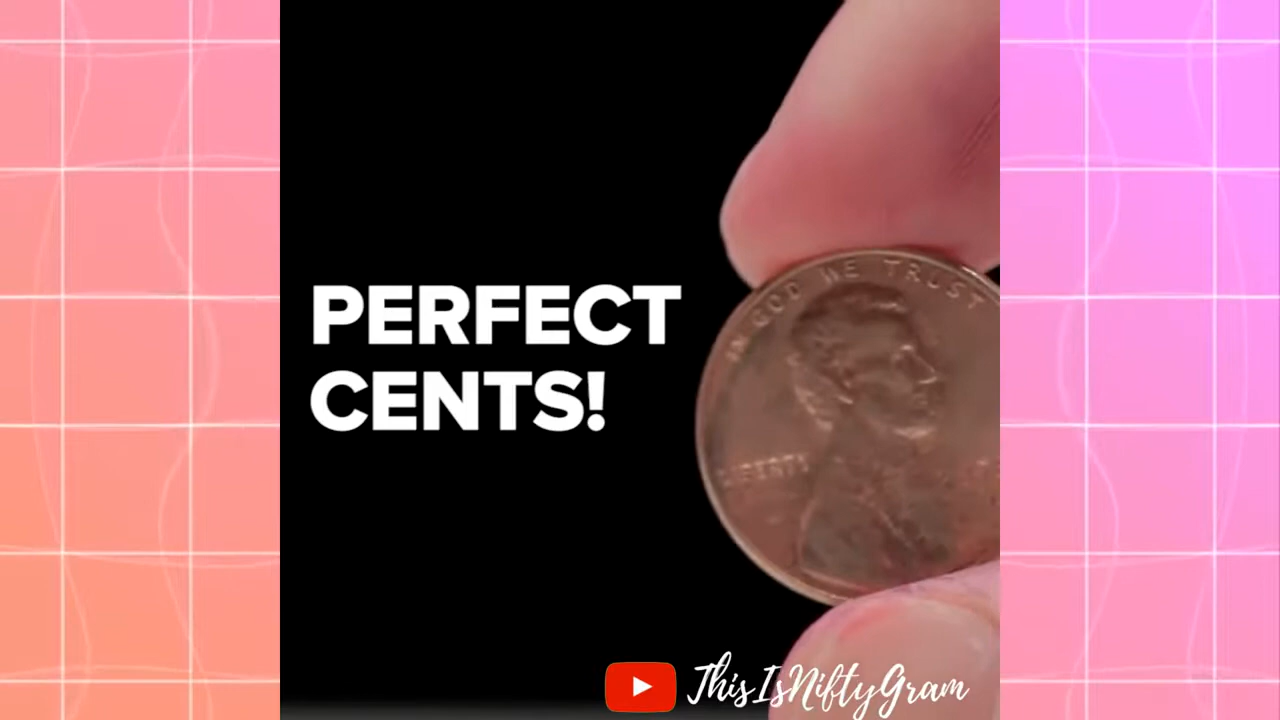 PERFECT
CENTS!
IN GOD WE TRUST
LIBERTY
ThisIsNiftyGram